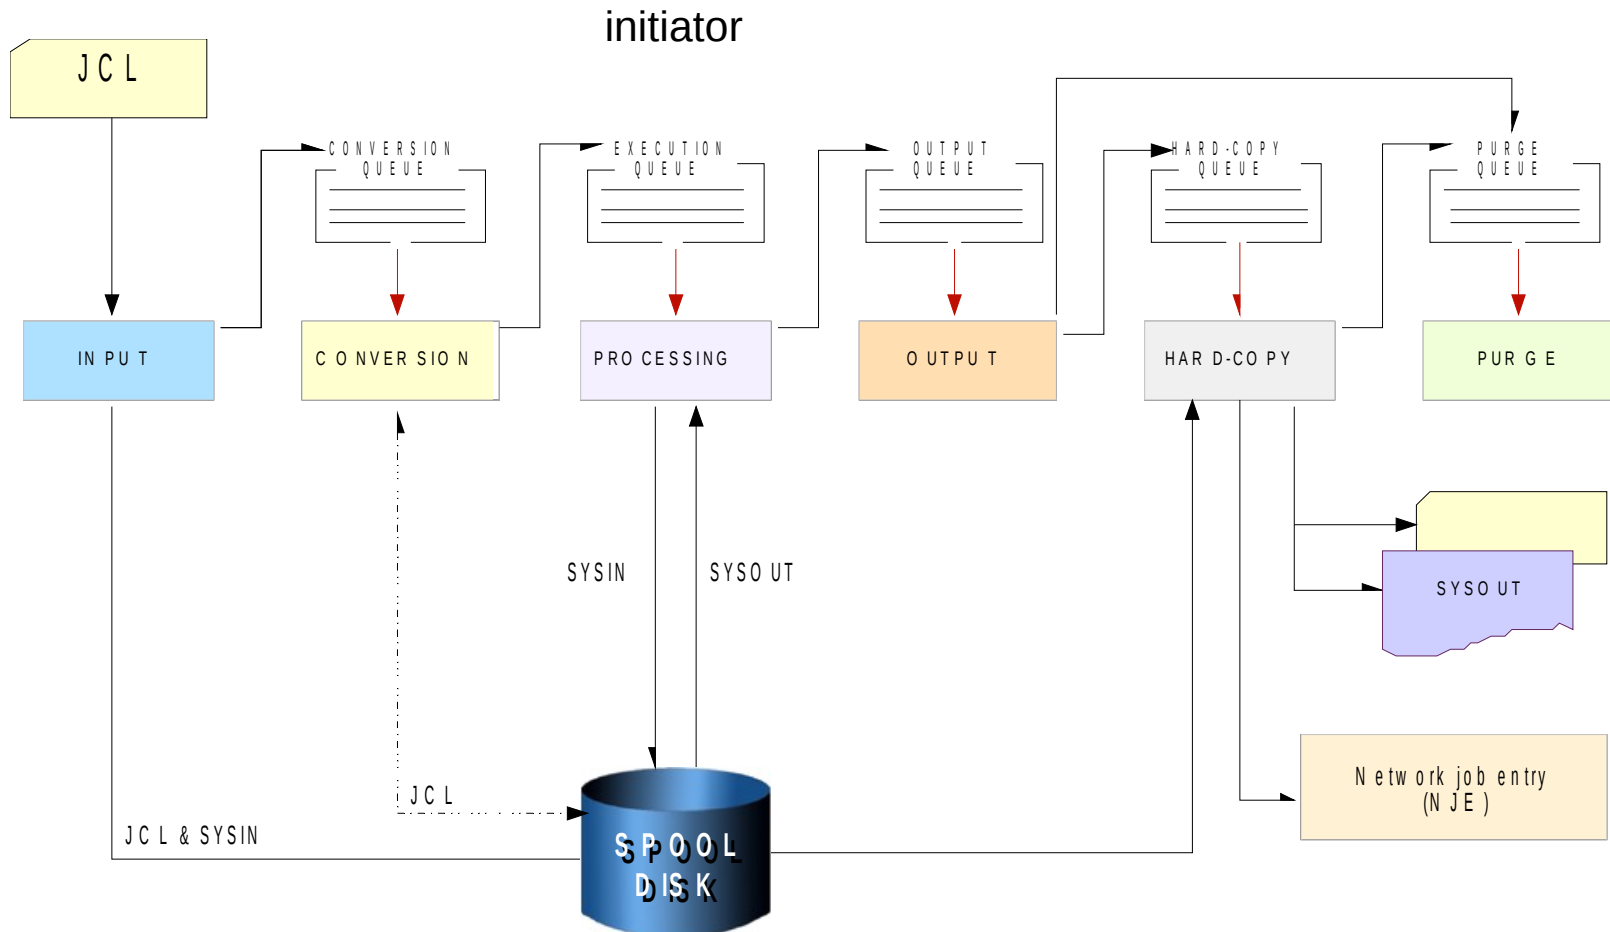 initiator
JCL
CONVERSION
QUEUE
EXECUTION
QUEUE
OUTPUT
QUEUE
HARD-COPY
QUEUE
PURGE
QUEUE
INPUT
CONVERSION
PROCESSING
OUTPUT
HARD-COPY
PURGE
SYSIN
SYSOUT
SYSOUT
JCL
JCL & SYSIN
SPOOL
DISK
Network job entry
(NJE)